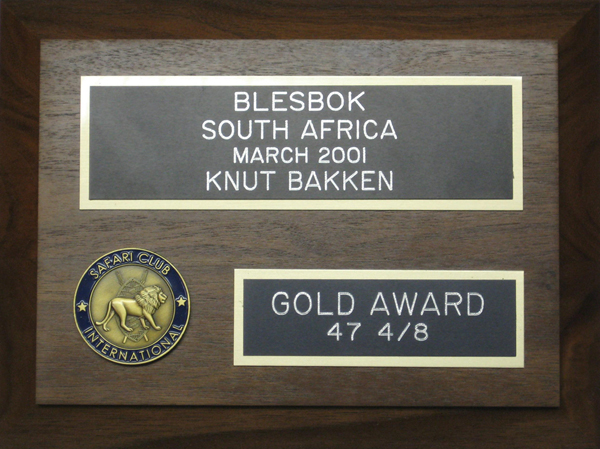 BLESBOK
SOUTH AFRICA
MARCH 2001
KNUT BAKKEN
SAFARI CLUB
INTERNATIONAL
GOLD AWARD
47 4/8